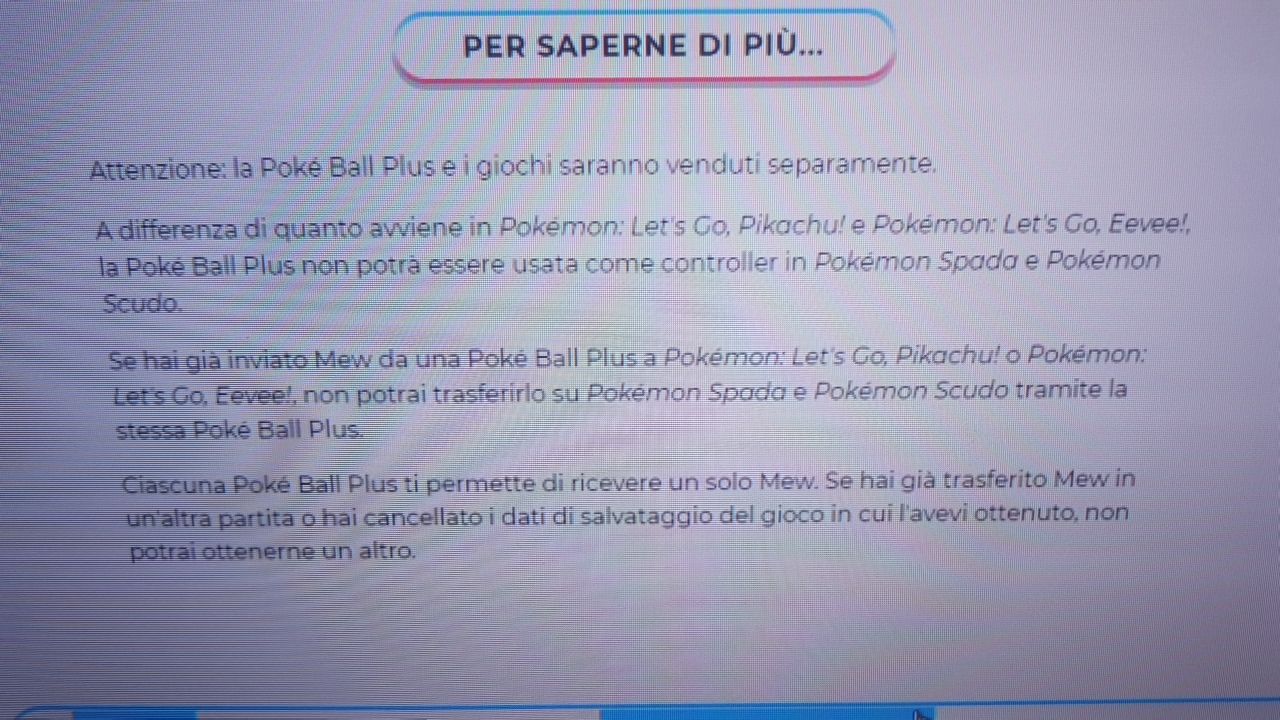 PER SAPERNE DI PIÙ...
Attenzione: la Poké Ball Plus e i giochi saranno venduti separamente.
A differenza di quanto avviene in Pokémon: Let's Go, Pikachu! e Pokémon: Let's Go, Eevee!,
la Poké Ball Plus non potrà essere usata come controller in Pokémon Spada e Pokémon
Scudo.
Se hai già inviato Mew da una Poké Ball Plus a Pokémon: Let's Go, Pikachu! o Pokémon:
Let's Go, Eevee!, non potrai trasferirlo su Pokémon Spada e Pokémon Scudo tramite la
stessa Poké Ball Plus.
Ciascuna Poké Ball Plus ti permette di ricevere un solo Mew. Se hai già trasferito Mew in
un'altra partita o hai cancellato i dati di salvataggio del gioco in cui l'avevi ottenuto, non
potrai ottenerne un altro.